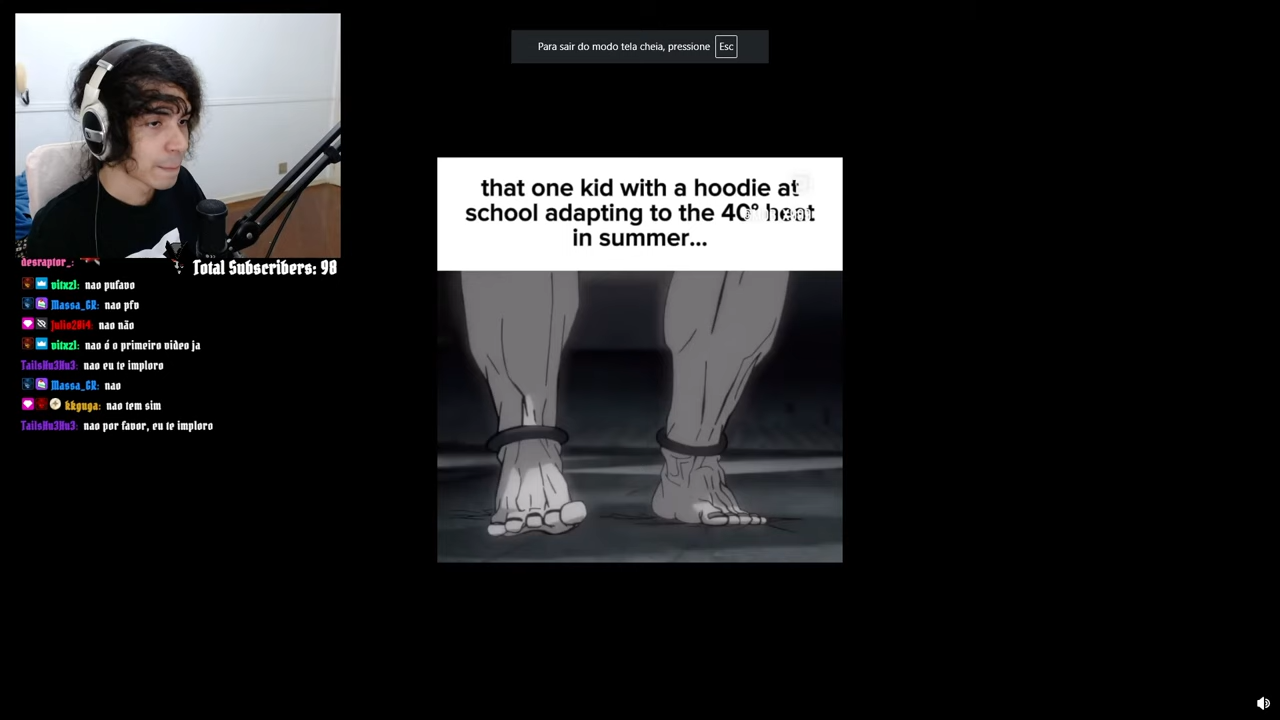 Para sair do modo tela cheia, pressione Esc
that one kid with a hoodie at
school adapting to the 40° heat
in summer...
Total Subscribers: 98
desraptor_:
vitxzl: nao pufavo
Massa_GR: nao pfv
julio20i4: nao não
vitxzl: nao ó o primeiro video ja
TailsHu3Hu3: nao eu te imploro
Massa_GR: nao
kkguga: nao tem sim
TailsHu3Hu3: nao por favor, eu te imploro